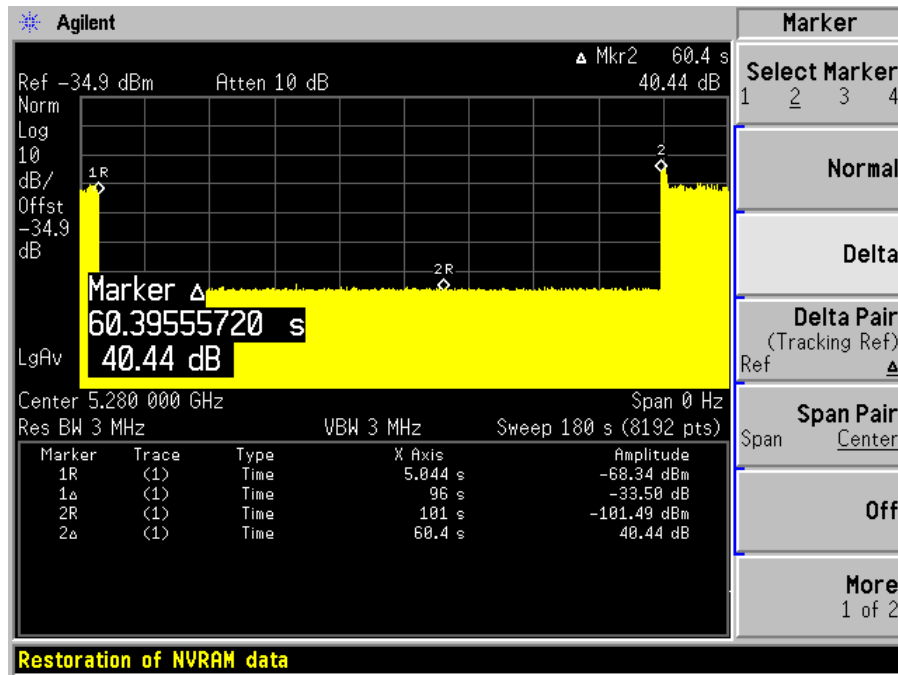 Agilent
Marker
Δ Mkr2 60.4 s
Ref -34.9 dBm Atten 10 dB 40.44 dB
Norm
Log
10
dB/
Offst
-34.9
dB
LgAv
1R
2
2R
Marker Δ
60.39555720 s
40.44 dB
Center 5.280 000 GHz Span 0 Hz
Res BW 3 MHz VBW 3 MHz Sweep 180 s (8192 pts)
Marker Trace Type X Axis Amplitude
1R (1) Time 5.044 s -68.34 dBm
1Δ (1) Time 96 s -33.50 dB
2R (1) Time 101 s -101.49 dBm
2Δ (1) Time 60.4 s 40.44 dB
Select Marker
1 2 3 4
Normal
Delta
Delta Pair
(Tracking Ref)
Ref Δ
Span Pair
Span Center
Off
More
1 of 2
Restoration of NVRAM data